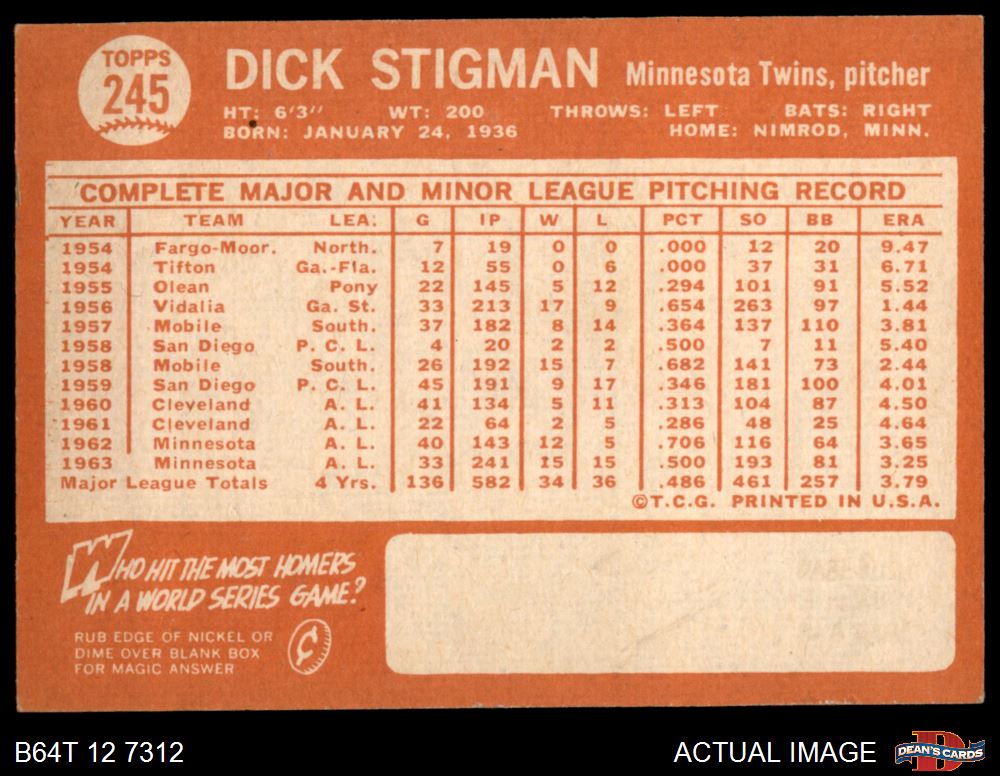 TOPPS
245
DICK STIGMAN Minnesota Twins, pitcher
HT: 6'3" WT: 200 THROWS: LEFT BATS: RIGHT
BORN: JANUARY 24, 1936 HOME: NIMROD, MINN.
COMPLETE MAJOR AND MINOR LEAGUE PITCHING RECORD
YEAR TEAM LEA. G IP W L PCT SO BB ERA
1954 Fargo-Moor. North. 7 19 0 0 .000 12 20 9.47
1954 Tifton Ga.-Fla. 12 55 0 6 .000 37 31 6.71
1955 Olean Pony 22 145 5 12 .294 101 91 5.52
1956 Vidalia Ga. St. 33 213 17 9 .654 263 97 1.44
1957 Mobile South. 37 182 8 14 .364 137 110 3.81
1958 San Diego P. C. L. 4 20 2 2 .500 7 11 5.40
1958 Mobile South. 26 192 15 7 .682 141 73 2.44
1959 San Diego P. C. L. 45 191 9 17 .346 181 100 4.01
1960 Cleveland A. L. 41 134 5 11 .313 104 87 4.50
1961 Cleveland A. L. 22 64 2 5 .286 48 25 4.64
1962 Minnesota A. L. 40 143 12 5 .706 116 64 3.65
1963 Minnesota A. L. 33 241 15 15 .500 193 81 3.25
Major League Totals 4 Yrs. 136 582 34 36 .486 461 257 3.79
©T.C.G. PRINTED IN U.S.A.
WHO HIT THE MOST HOMERS
IN A WORLD SERIES GAME?
RUB EDGE OF NICKEL OR
DIME OVER BLANK BOX
FOR MAGIC ANSWER
¢
B64T 12 7312 ACTUAL IMAGE D DEAN'S CARDS